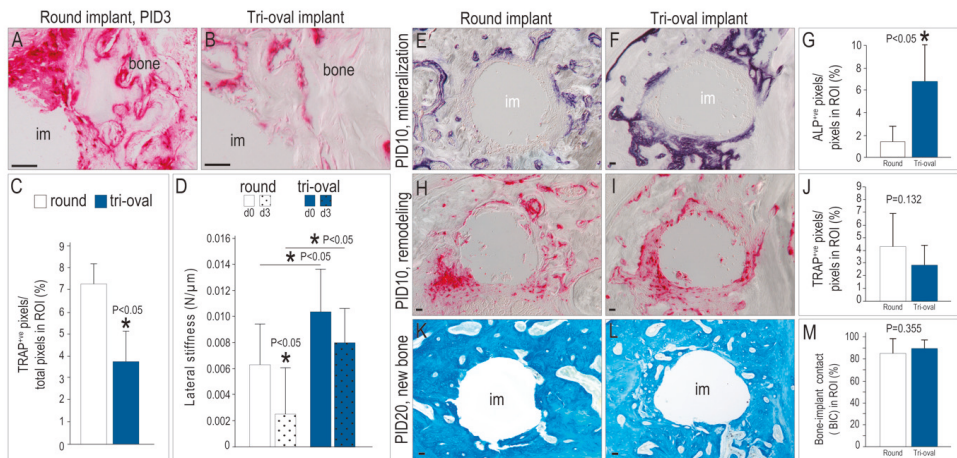 Round implant, PID3
Tri-oval implant
A
bone
im
B
bone
im
C
round
tri-oval
TRAP+ve pixels/
total pixels in ROI (%)
9
8
7
6
5
4
3
2
1
0
P<0.05
*
D
round
tri-oval
d0
d3
d0
d3
Lateral stiffness (N/μm)
0.016
0.014
0.012
0.010
0.008
0.006
0.004
0.002
0.000
* P<0.05
* P<0.05
P<0.05
*
Round implant
Tri-oval implant
PID10, mineralization
E
im
F
im
G
P<0.05
*
ALP+ve pixels/
pixels in ROI (%)
10
8
6
4
2
0
Round
Tri-oval
PID10, remodeling
H
I
J
P=0.132
TRAP+ve pixels/
pixels in ROI (%)
10
8
6
4
2
0
Round
Tri-oval
PID20, new bone
K
im
L
im
M
P=0.355
Bone-implant contact
( BIC) in ROI (%)
100
80
60
40
20
0
Round
Tri-oval